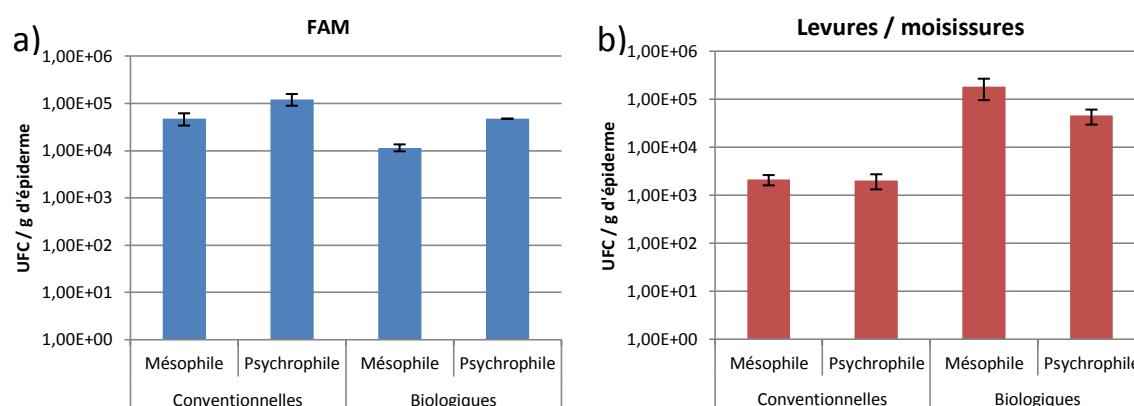 a)
FAM
UFC / g d'épiderme
1,00E+06
1,00E+05
1,00E+04
1,00E+03
1,00E+02
1,00E+01
1,00E+00
Mésophile Psychrophile Mésophile Psychrophile
Conventionnelles Biologiques
b)
Levures / moisissures
UFC / g d'épiderme
1,00E+06
1,00E+05
1,00E+04
1,00E+03
1,00E+02
1,00E+01
1,00E+00
Mésophile Psychrophile Mésophile Psychrophile
Conventionnelles Biologiques